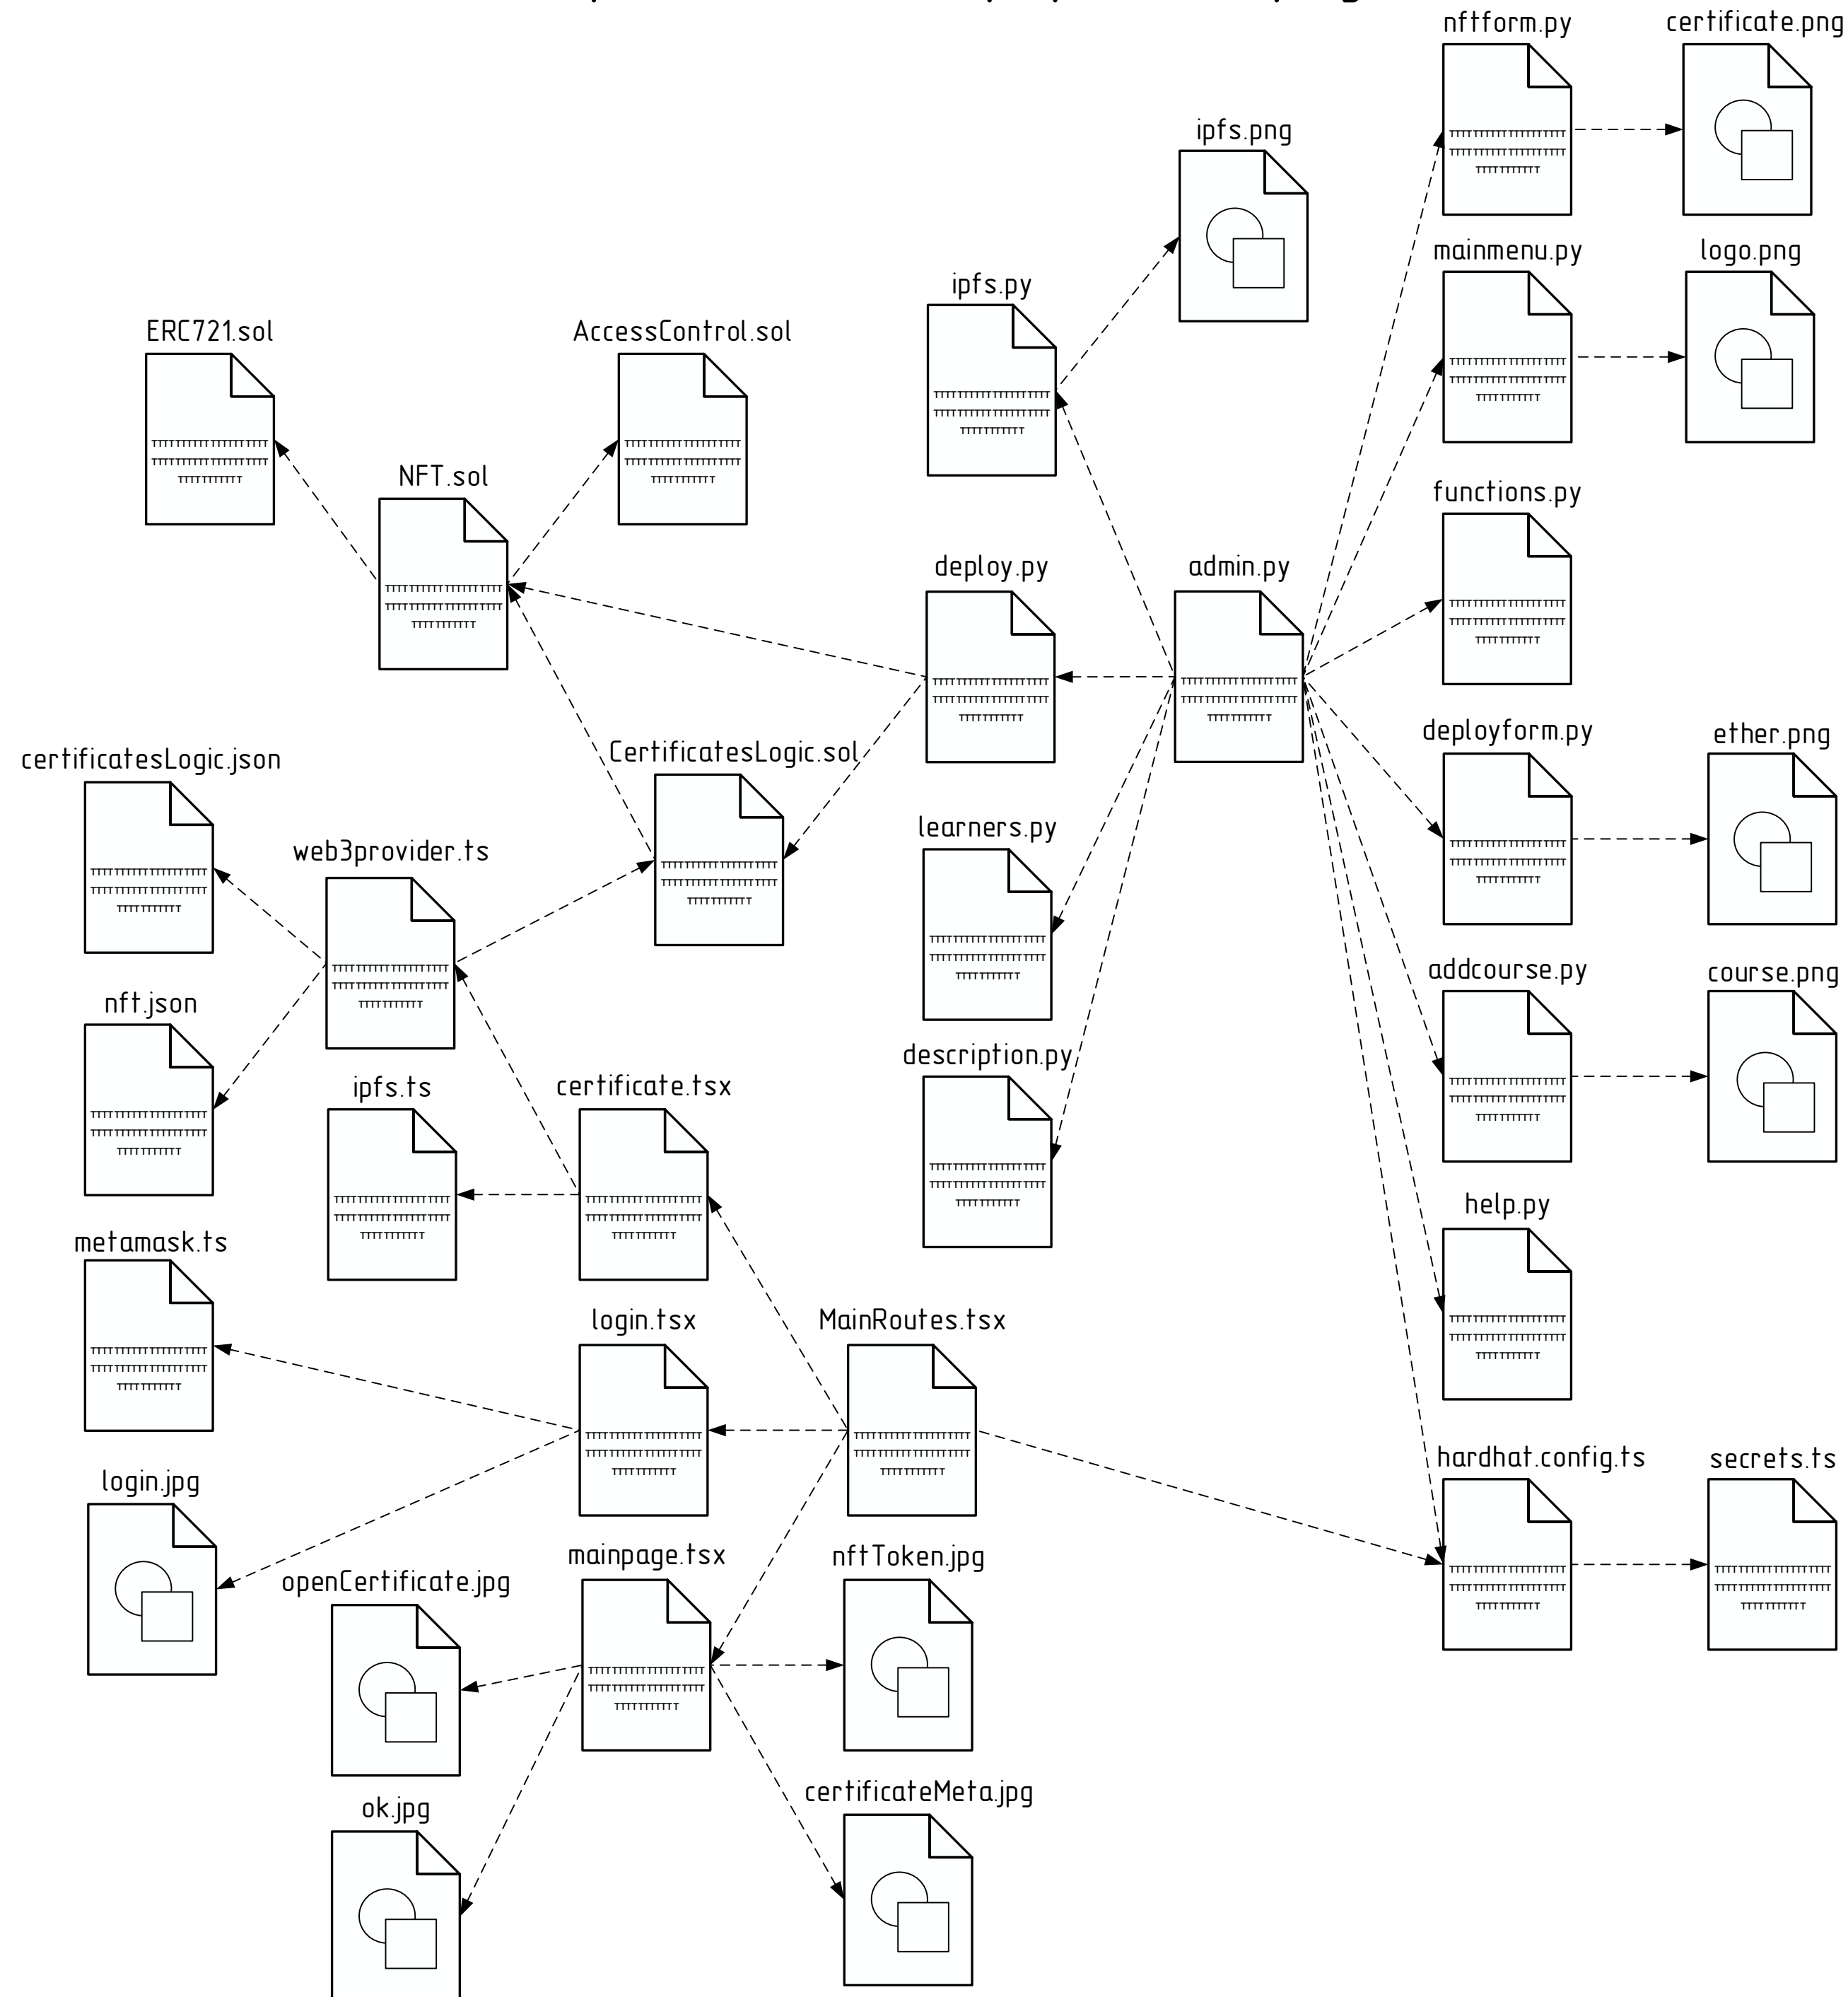 nftform.py
certificate.png
ipfs.png
mainmenu.py
logo.png
ipfs.py
ERC721.sol
AccessControl.sol
NFT.sol
functions.py
deploy.py
admin.py
deployform.py
ether.png
certificatesLogic.json
CertificatesLogic.sol
learners.py
web3provider.ts
addcourse.py
course.png
nft.json
description.py
ipfs.ts
certificate.tsx
help.py
metamask.ts
login.tsx
MainRoutes.tsx
hardhat.config.ts
secrets.ts
login.jpg
mainpage.tsx
nftToken.jpg
openCertificate.jpg
certificateMeta.jpg
ok.jpg